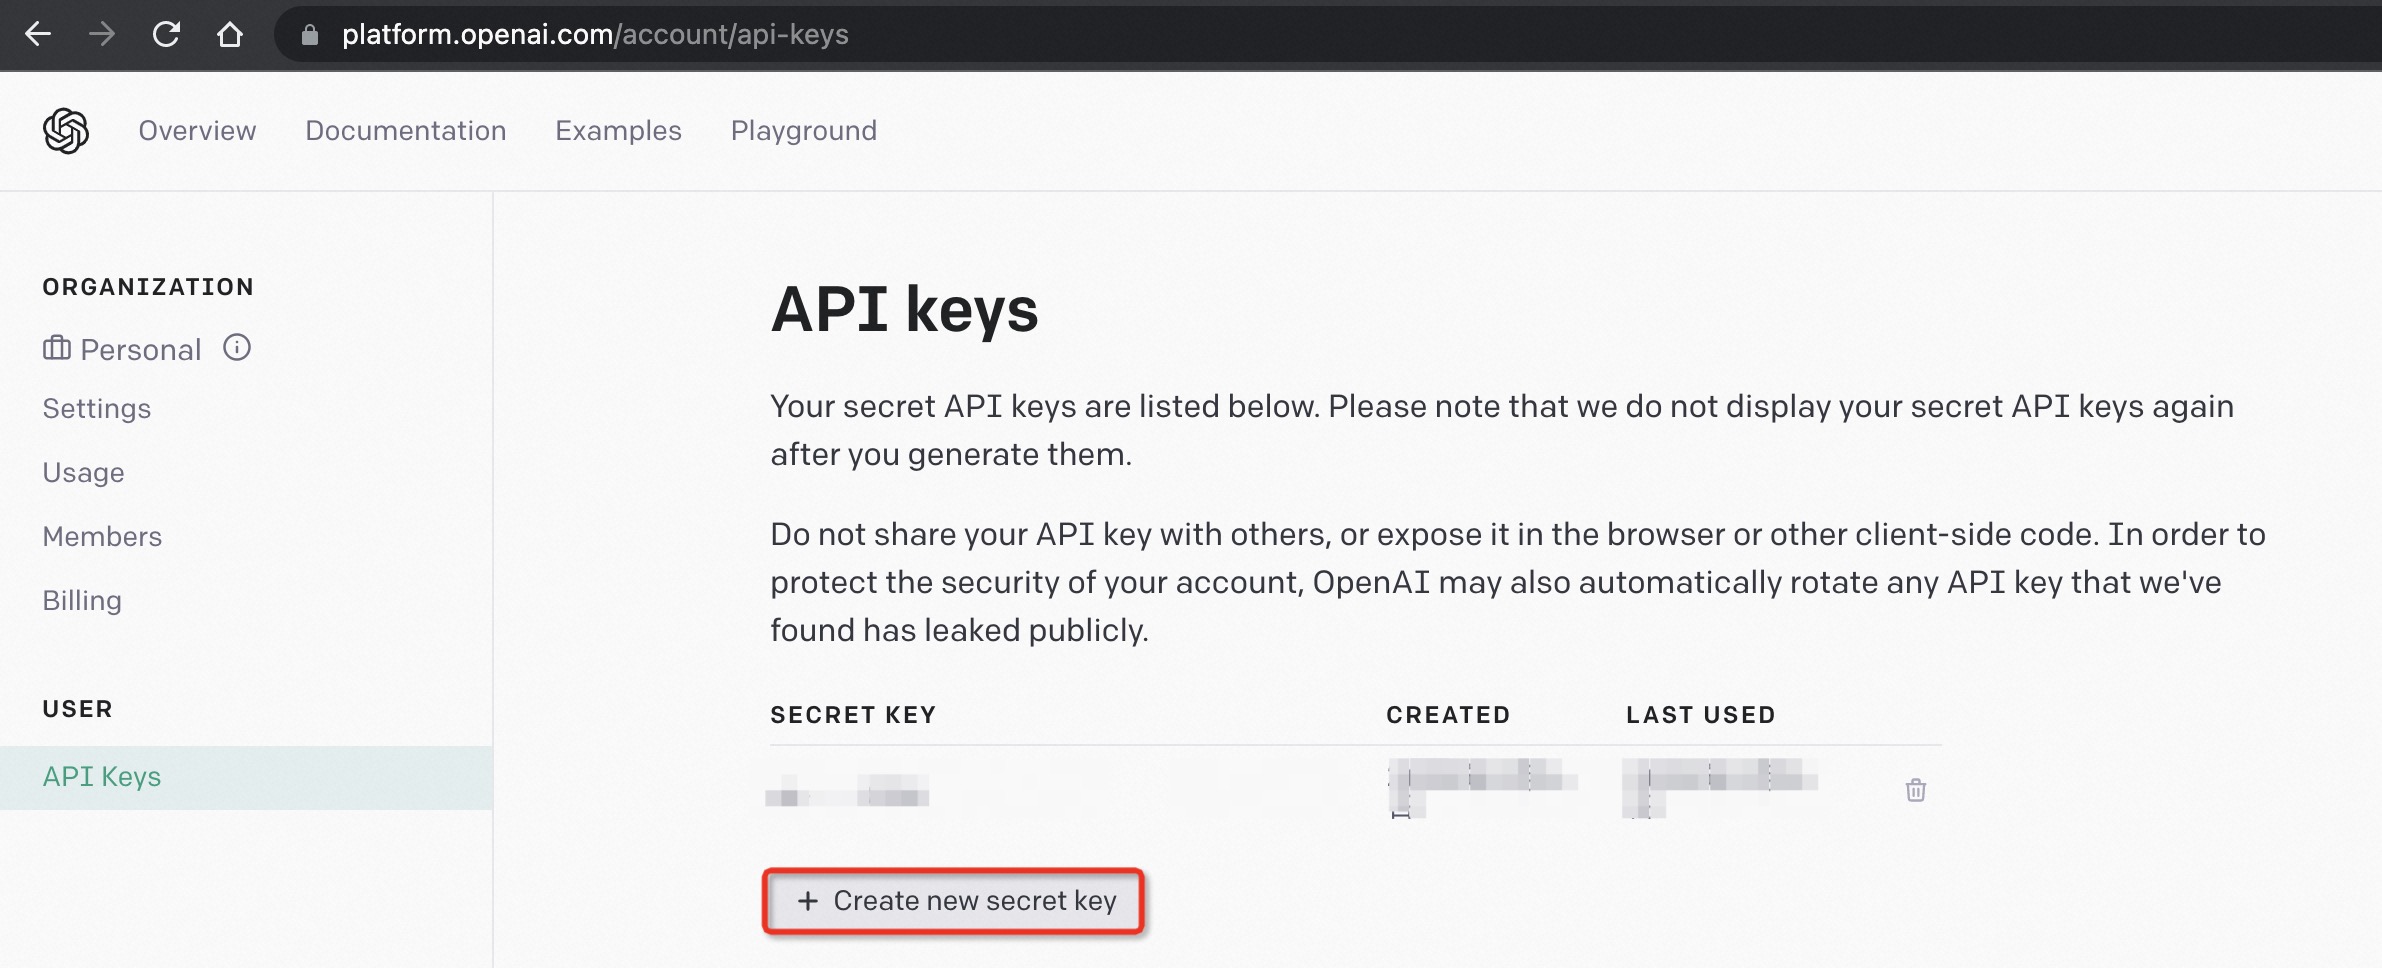 platform.openai.com/account/api-keys
Overview Documentation Examples Playground
ORGANIZATION
Personal
Settings
Usage
Members
Billing
USER
API Keys
API keys
Your secret API keys are listed below. Please note that we do not display your secret API keys again
after you generate them.
Do not share your API key with others, or expose it in the browser or other client-side code. In order to
protect the security of your account, OpenAI may also automatically rotate any API key that we've
found has leaked publicly.
SECRET KEY CREATED LAST USED
+ Create new secret key